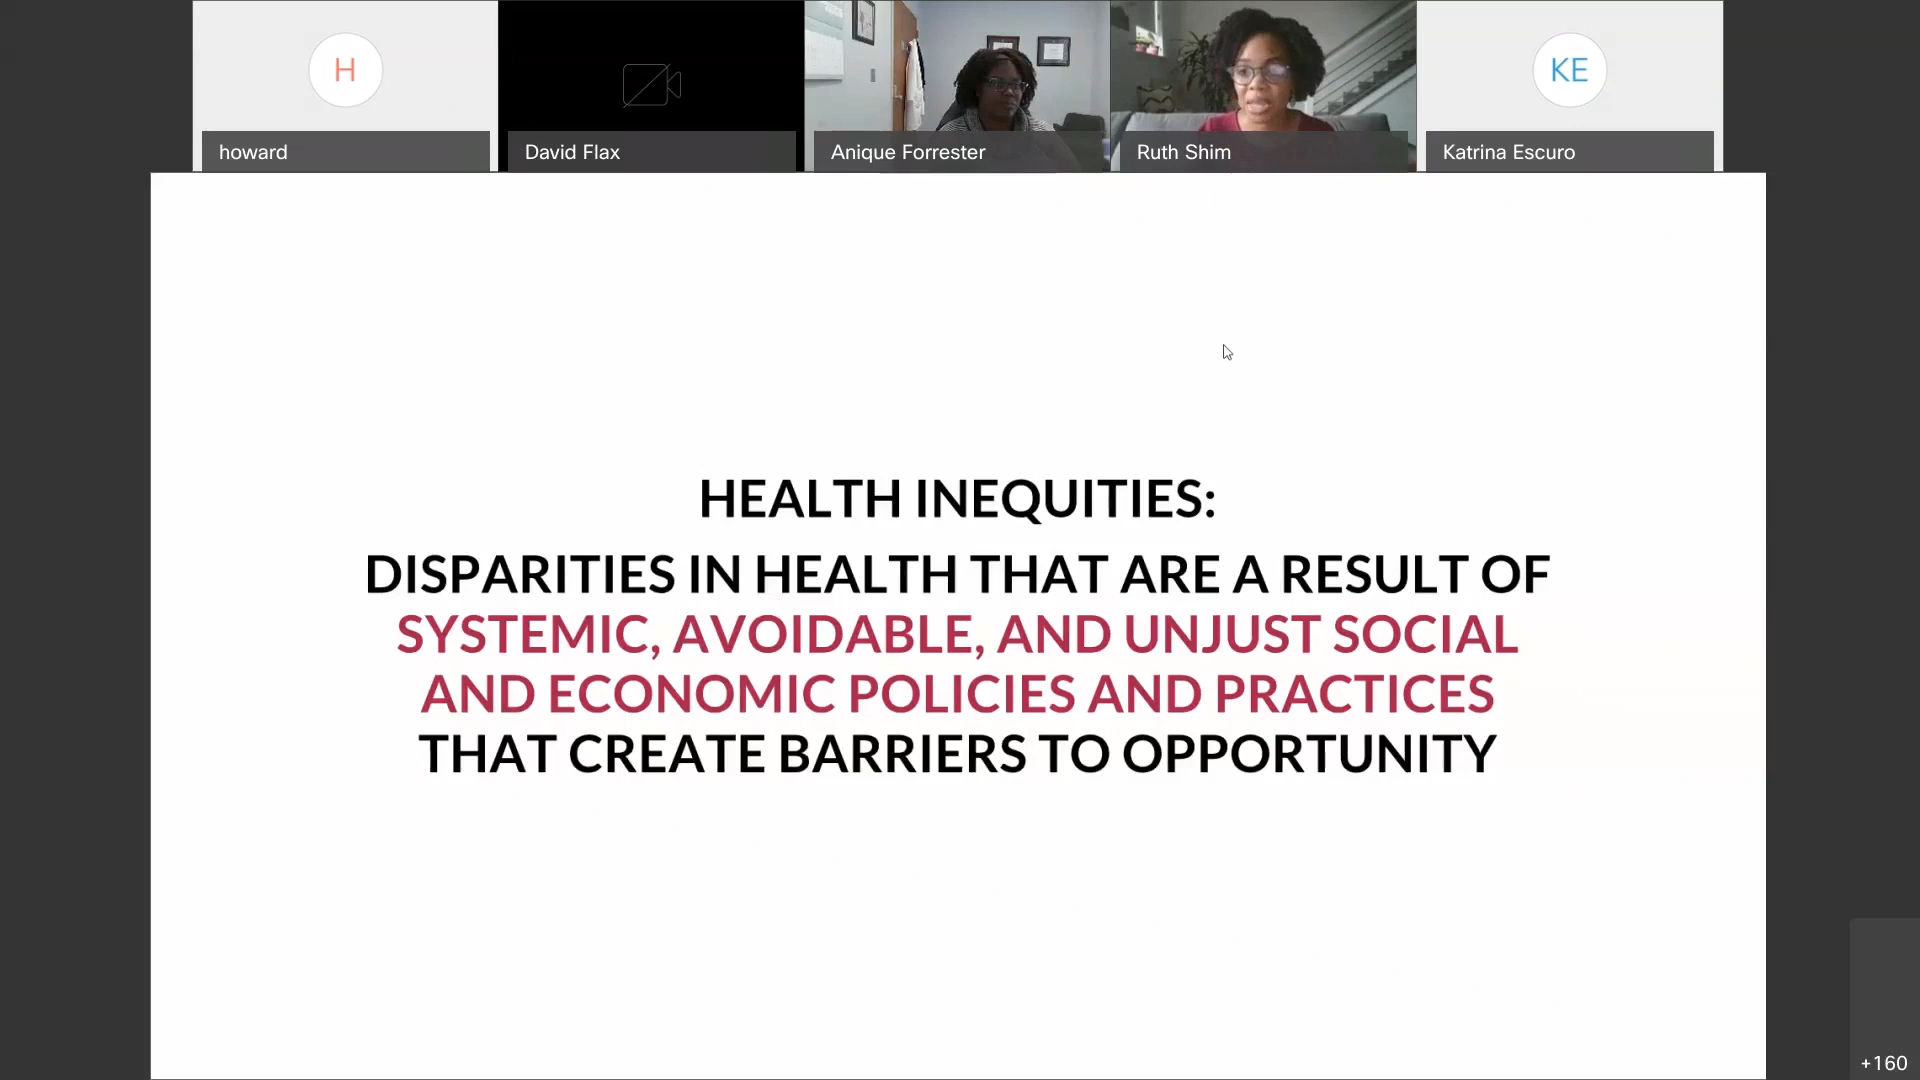 H
KE
howard
David Flax
Anique Forrester
Ruth Shim
Katrina Escuro
HEALTH INEQUITIES:
DISPARITIES IN HEALTH THAT ARE A RESULT OF
SYSTEMIC, AVOIDABLE, AND UNJUST SOCIAL
AND ECONOMIC POLICIES AND PRACTICES
THAT CREATE BARRIERS TO OPPORTUNITY
+160